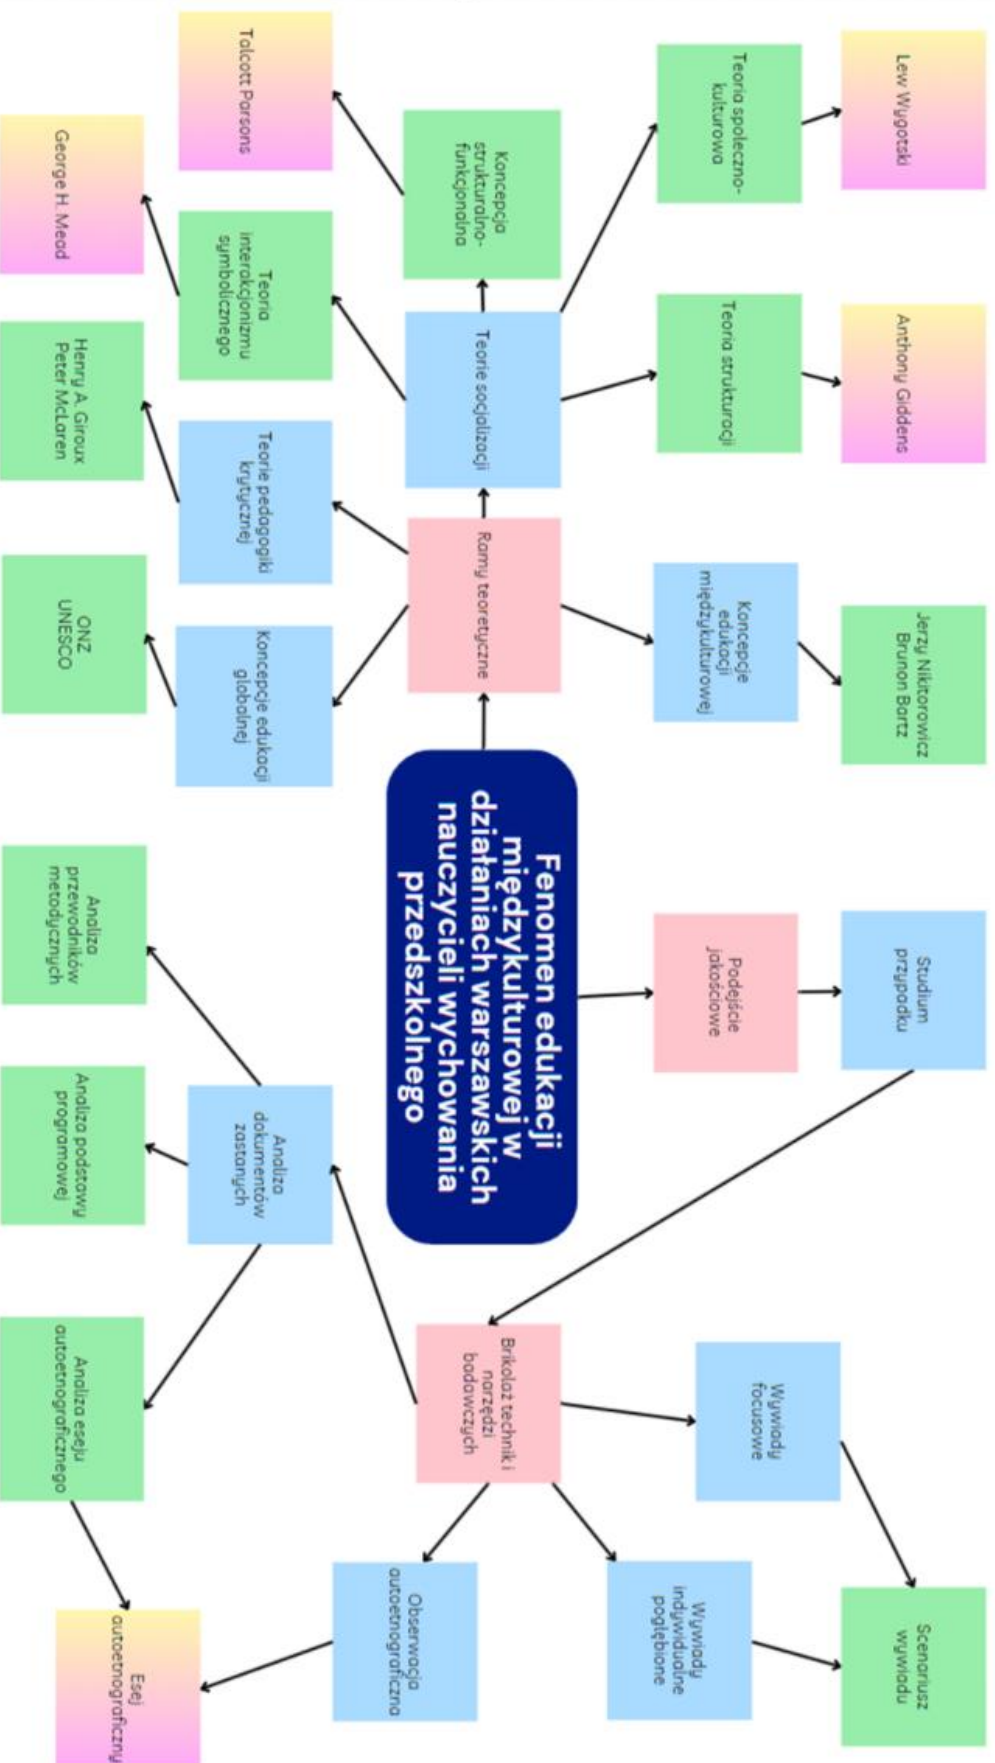 Lew Wygotski
Anthony Giddens
Jerzy Nikitorowicz
Brunon Bartz
Studium
przypadku
Scenariusz
wywiadu
Teoria społeczno-
kulturowa
Teoria strukturacji
Koncepcje
edukacji
międzykulturowej
Podejście
jakościowe
Wywiady
focusowe
Wywiady
indywidualne
pogłębione
Koncepcja
strukturalno-
funkcjonalna
Teorie socjalizacji
Ramy teoretyczne
Fenomen edukacji
międzykulturowej w
działaniach warszawskich
nauczycieli wychowania
przedszkolnego
Brikolaż technik i
narzędzi
badawczych
Obserwacja
autoetnograficzna
Talcott Parsons
Teoria
interakcjonizmu
symbolicznego
Teorie pedagogiki
krytycznej
Koncepcje edukacji
globalnej
Analiza
dokumentów
zastanych
George H. Mead
Henry A. Giroux
Peter McLaren
ONZ
UNESCO
Analiza
przewodników
metodycznych
Analiza podstawy
programowej
Analiza eseju
autoetnograficznego
Esej
autoetnograficzny